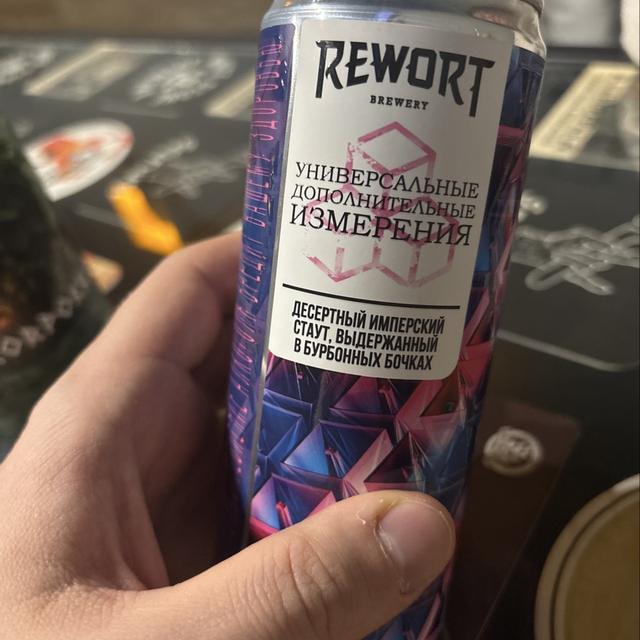 REWORT
BREWERY
УНИВЕРСАЛЬНЫЕ
ДОПОЛНИТЕЛЬНЫЕ
ИЗМЕРЕНИЯ
ДЕСЕРТНЫЙ ИМПЕРСКИЙ
СТАУТ, ВЫДЕРЖАННЫЙ
В БУРБОННЫХ БОЧКАХ